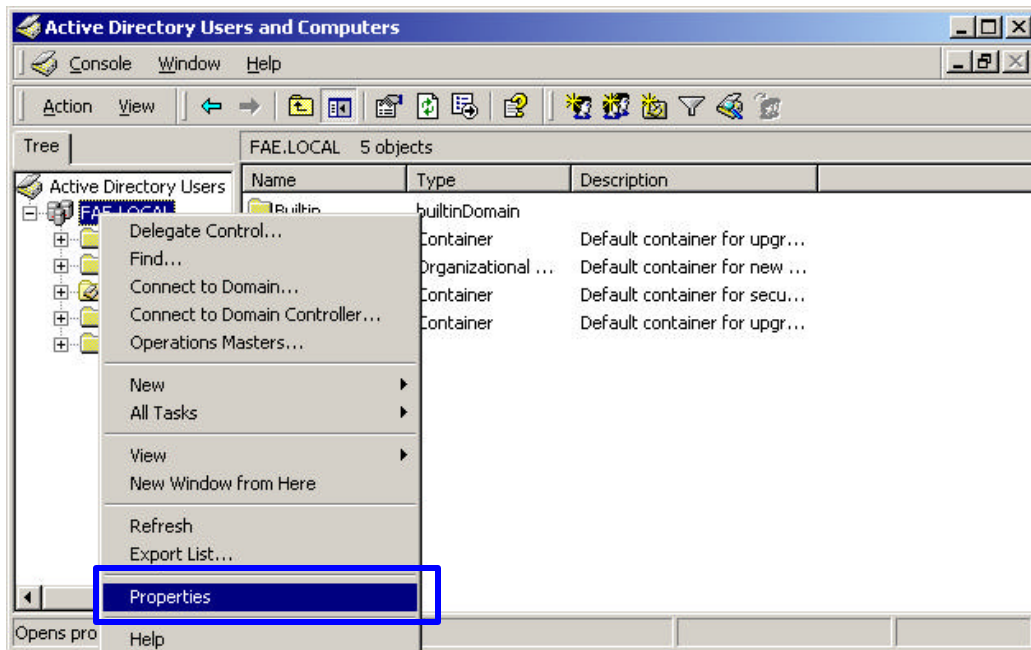 Active Directory Users and Computers
Console Window Help
Action View
Tree
FAE.LOCAL 5 objects
Active Directory Users
Name Type Description
FAE.LOCAL
Builtin builtinDomain
Container Default container for upgr...
Organizational ... Default container for new ...
Container Default container for secu...
Container Default container for upgr...
Delegate Control...
Find...
Connect to Domain...
Connect to Domain Controller...
Operations Masters...
New
All Tasks
View
New Window from Here
Refresh
Export List...
Properties
Help
Opens pro